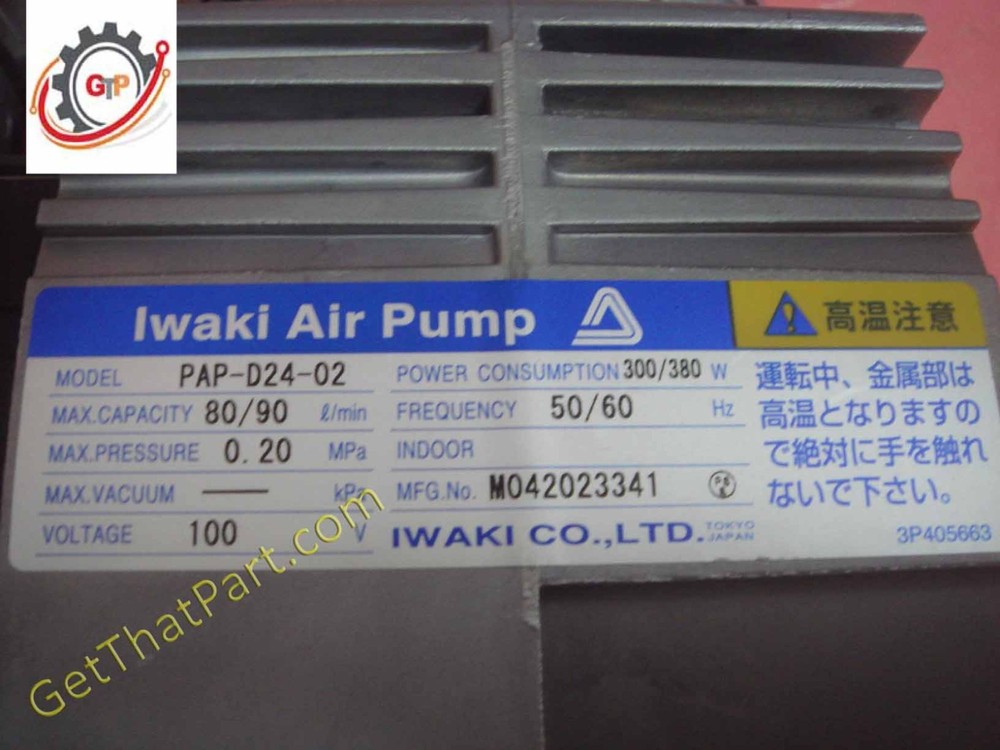 GTP
Iwaki Air Pump
高温注意
MODEL PAP-D24-02
MAX.CAPACITY 80/90 ℓ/min
MAX.PRESSURE 0.20 MPa
MAX.VACUUM —— kPa
VOLTAGE 100 V
POWER CONSUMPTION 300/380 W
FREQUENCY 50/60 Hz
INDOOR
MFG.No. M042023341
IWAKI CO.,LTD. TOKYO JAPAN
運転中、金属部は
高温となりますの
で絶対に手を触れ
ないで下さい。
3P405663
GetThatPart.com